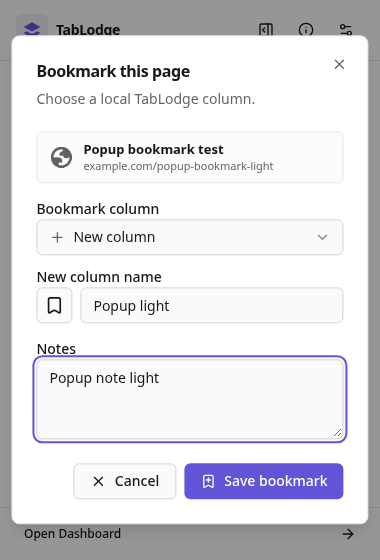 TabLodge
Bookmark this page
Choose a local TabLodge column.
Popup bookmark test
example.com/popup-bookmark-light
Bookmark column
New column
New column name
Popup light
Notes
Popup note light
Cancel
Save bookmark
Open Dashboard